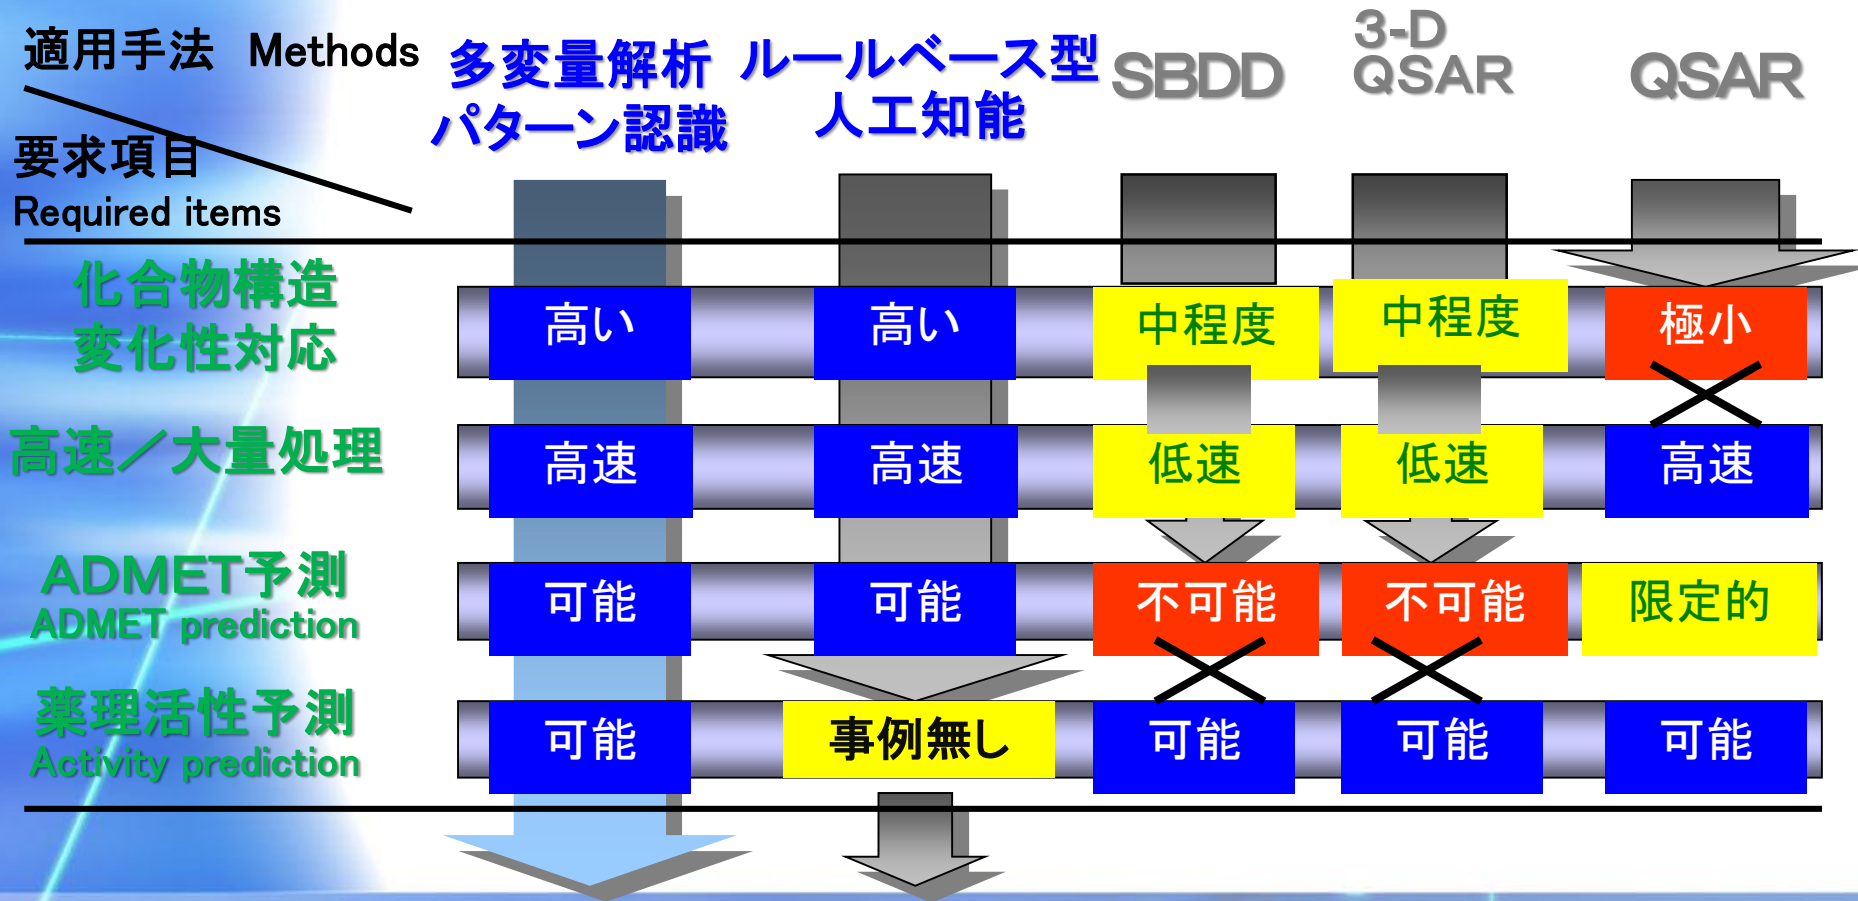 適用手法 Methods
要求項目
Required items
多変量解析
パターン認識
ルールベース型
人工知能
SBDD
3-D
QSAR
QSAR
化合物構造
変化性対応
高い
高い
中程度
中程度
極小
高速／大量処理
高速
高速
低速
低速
高速
ADMET予測
ADMET prediction
可能
可能
不可能
不可能
限定的
薬理活性予測
Activity prediction
可能
事例無し
可能
可能
可能